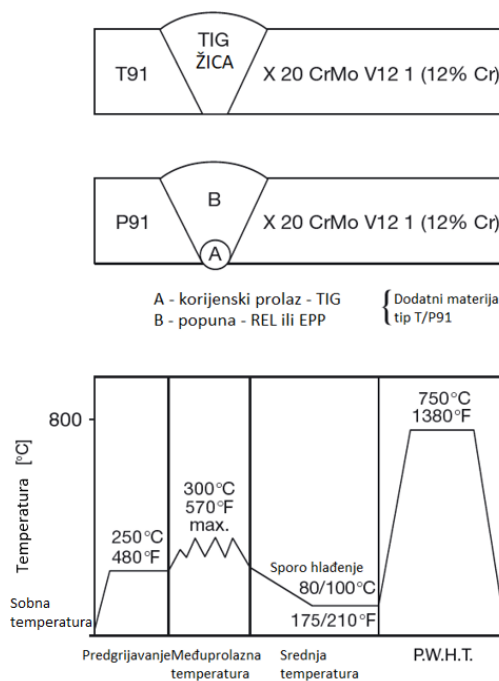 TIG
ŽICA
T91
X 20 CrMo V12 1 (12% Cr)
B
P91
X 20 CrMo V12 1 (12% Cr)
A
A - korijenski prolaz - TIG
B - popuna - REL ili EPP
{ Dodatni materija
tip T/P91
Temperatura [°C]
800
750°C
1380°F
300°C
570°F
max.
250°C
480°F
Sporo hlađenje
80/100°C
175/210°F
Sobna
temperatura
Predgrijavanje
Međuprolazna
temperatura
Srednja
temperatura
P.W.H.T.